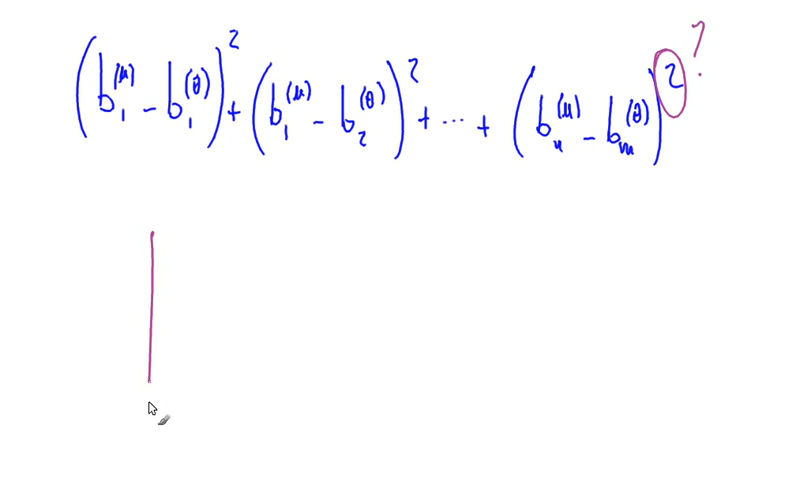 (b₁⁽ᵘ⁾ - b₁⁽ᶿ⁾)² + (b₁⁽ᵘ⁾ - b₂⁽ᶿ⁾)² + ... + (bₙ⁽ᵘ⁾ - bₘ⁽ᶿ⁾)² ?